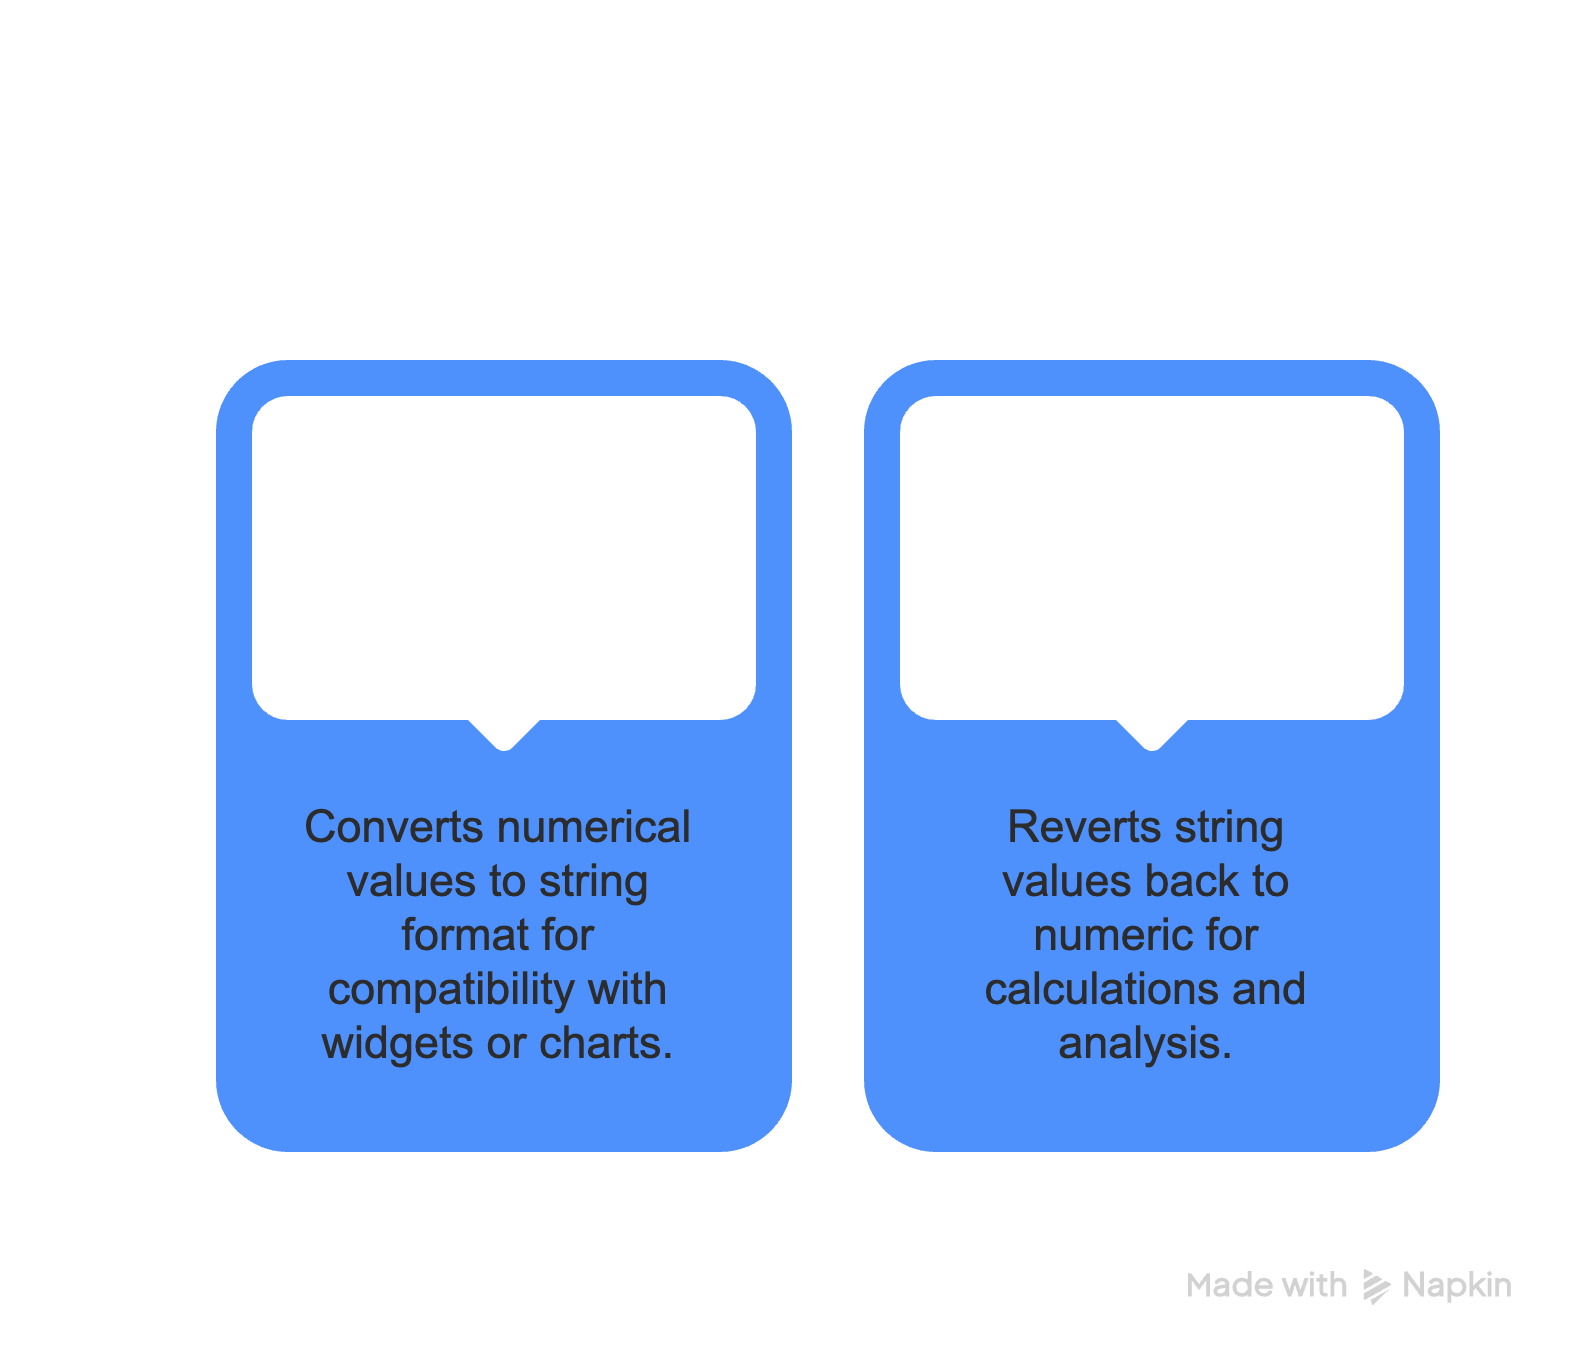 Converts numerical
values to string
format for
compatibility with
widgets or charts.
Reverts string
values back to
numeric for
calculations and
analysis.
Made with Napkin